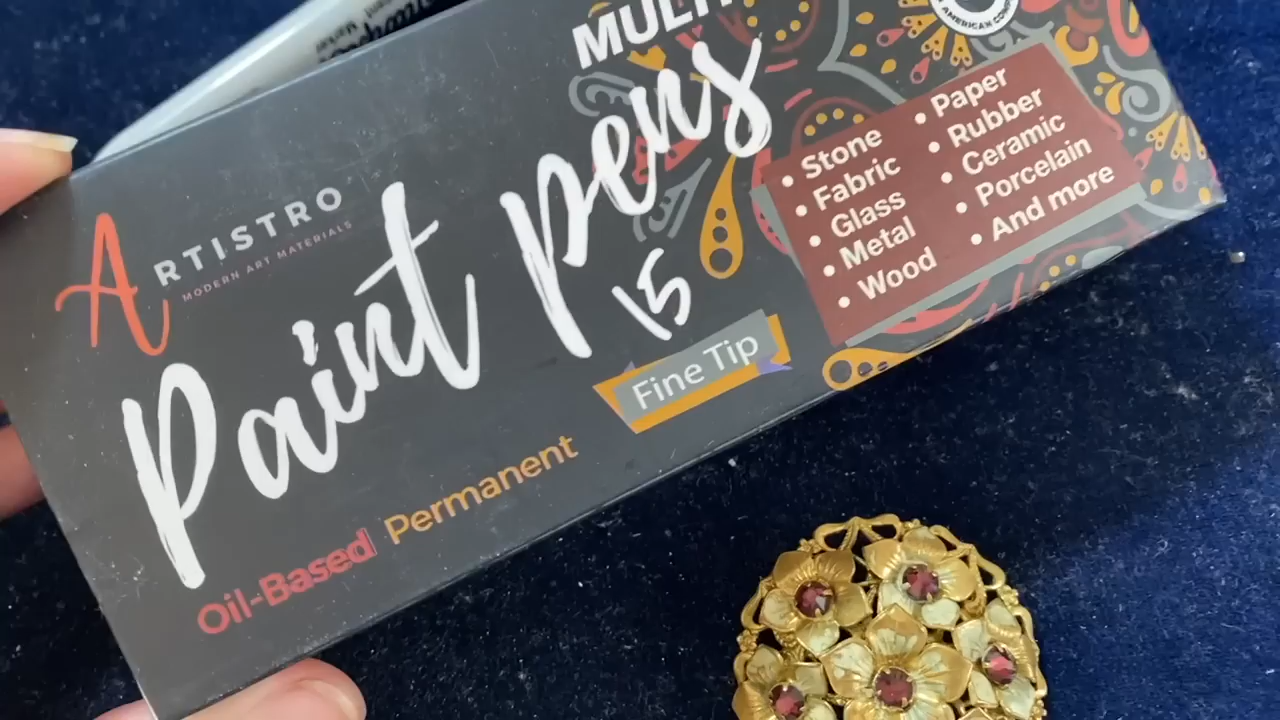 MULTI
ARTISTRO
MODERN ART MATERIALS
Paint pens
15
Fine Tip
Oil-Based Permanent
• Stone
• Fabric
• Glass
• Metal
• Wood
• Paper
• Rubber
• Ceramic
• Porcelain
• And more
AMERICAN